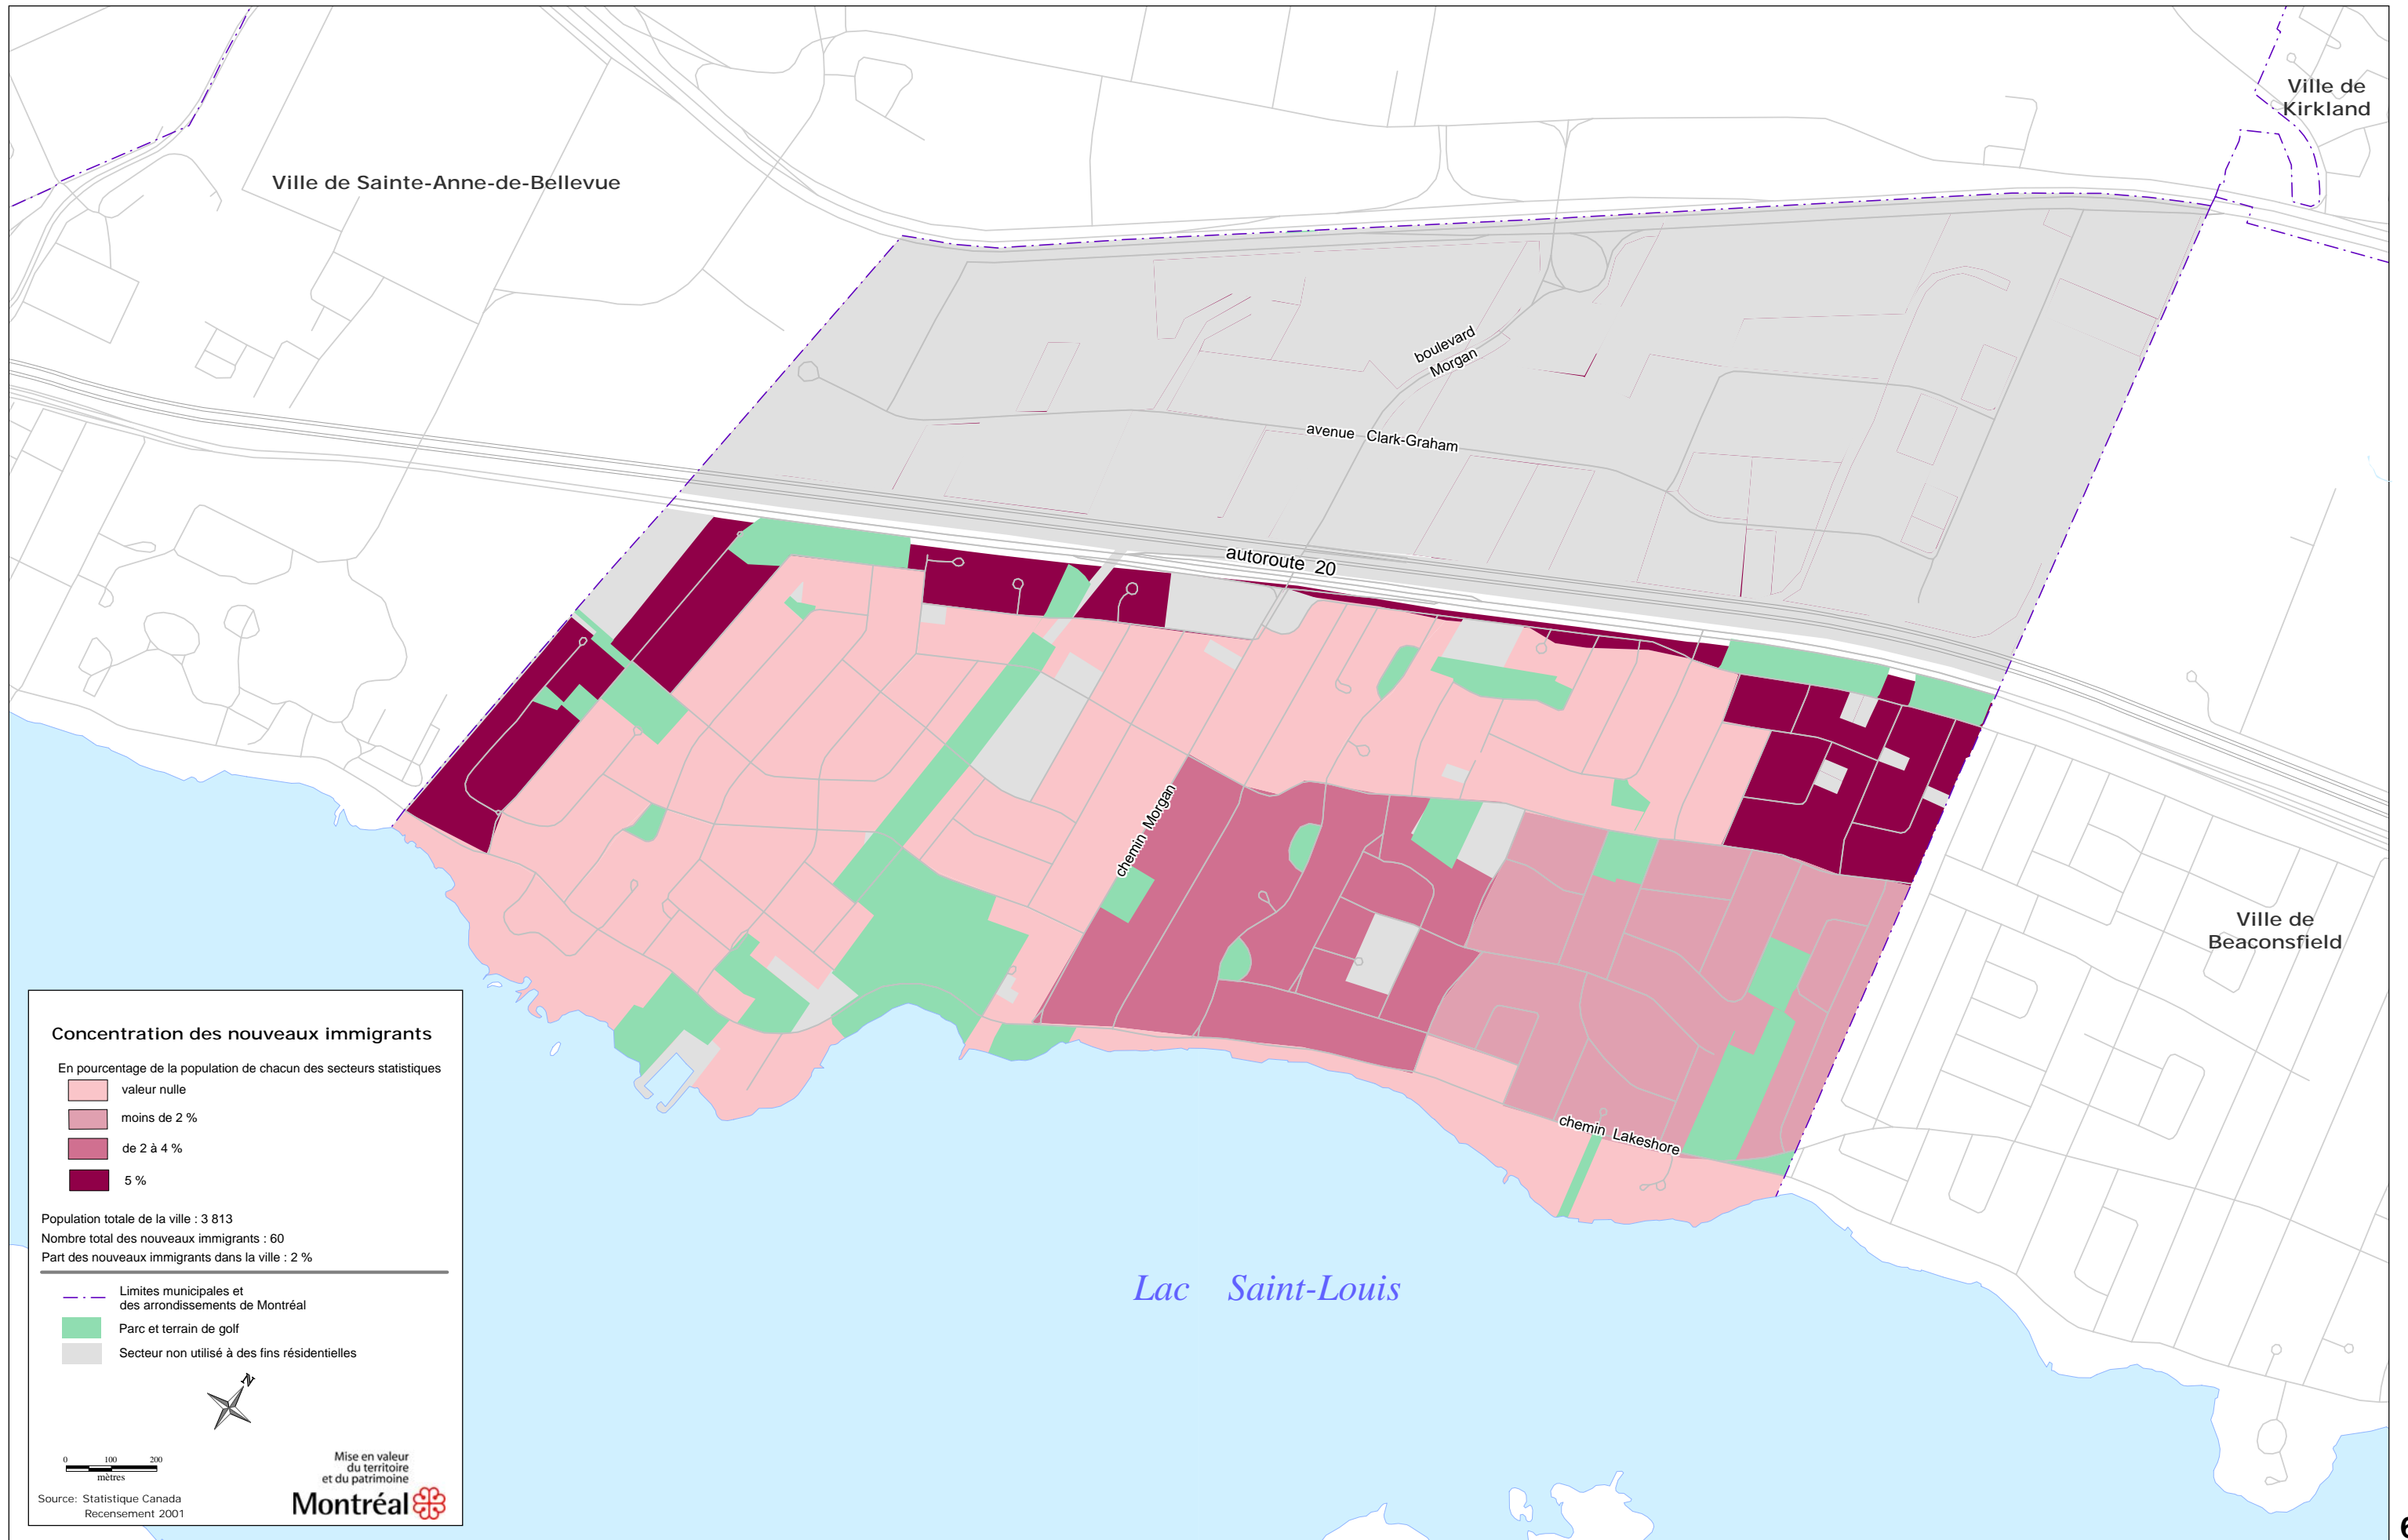 Ville de
Kirkland
Ville de Sainte-Anne-de-Bellevue
boulevard
Morgan
avenue Clark-Graham
autoroute 20
chemin Morgan
Ville de
Beaconsfield
chemin Lakeshore
Lac Saint-Louis
Concentration des nouveaux immigrants
En pourcentage de la population de chacun des secteurs statistiques
valeur nulle
moins de 2 %
de 2 à 4 %
5 %
Population totale de la ville : 3 813
Nombre total des nouveaux immigrants : 60
Part des nouveaux immigrants dans la ville : 2 %
Limites municipales et
des arrondissements de Montréal
Parc et terrain de golf
Secteur non utilisé à des fins résidentielles
N
0 100 200
mètres
Mise en valeur
du territoire
et du patrimoine
Montréal
Source: Statistique Canada
Recensement 2001